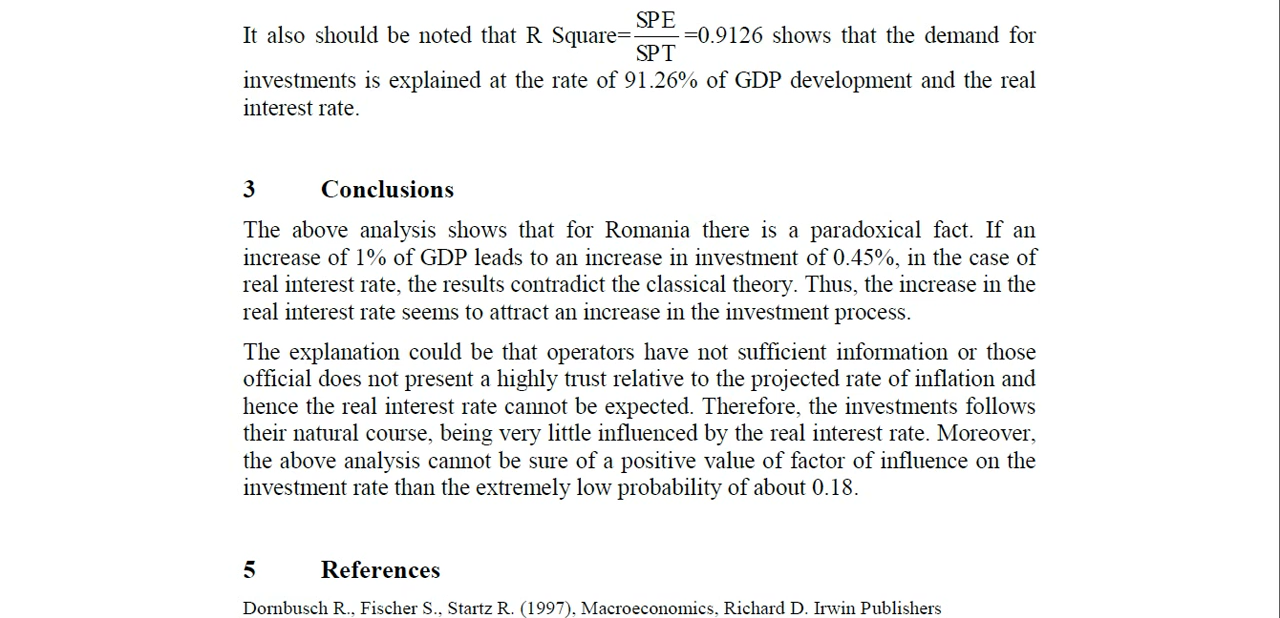 It also should be noted that R Square=SPE/SPT=0.9126 shows that the demand for
investments is explained at the rate of 91.26% of GDP development and the real
interest rate.
3 Conclusions
The above analysis shows that for Romania there is a paradoxical fact. If an
increase of 1% of GDP leads to an increase in investment of 0.45%, in the case of
real interest rate, the results contradict the classical theory. Thus, the increase in the
real interest rate seems to attract an increase in the investment process.
The explanation could be that operators have not sufficient information or those
official does not present a highly trust relative to the projected rate of inflation and
hence the real interest rate cannot be expected. Therefore, the investments follows
their natural course, being very little influenced by the real interest rate. Moreover,
the above analysis cannot be sure of a positive value of factor of influence on the
investment rate than the extremely low probability of about 0.18.
5 References
Dornbusch R., Fischer S., Startz R. (1997), Macroeconomics, Richard D. Irwin Publishers